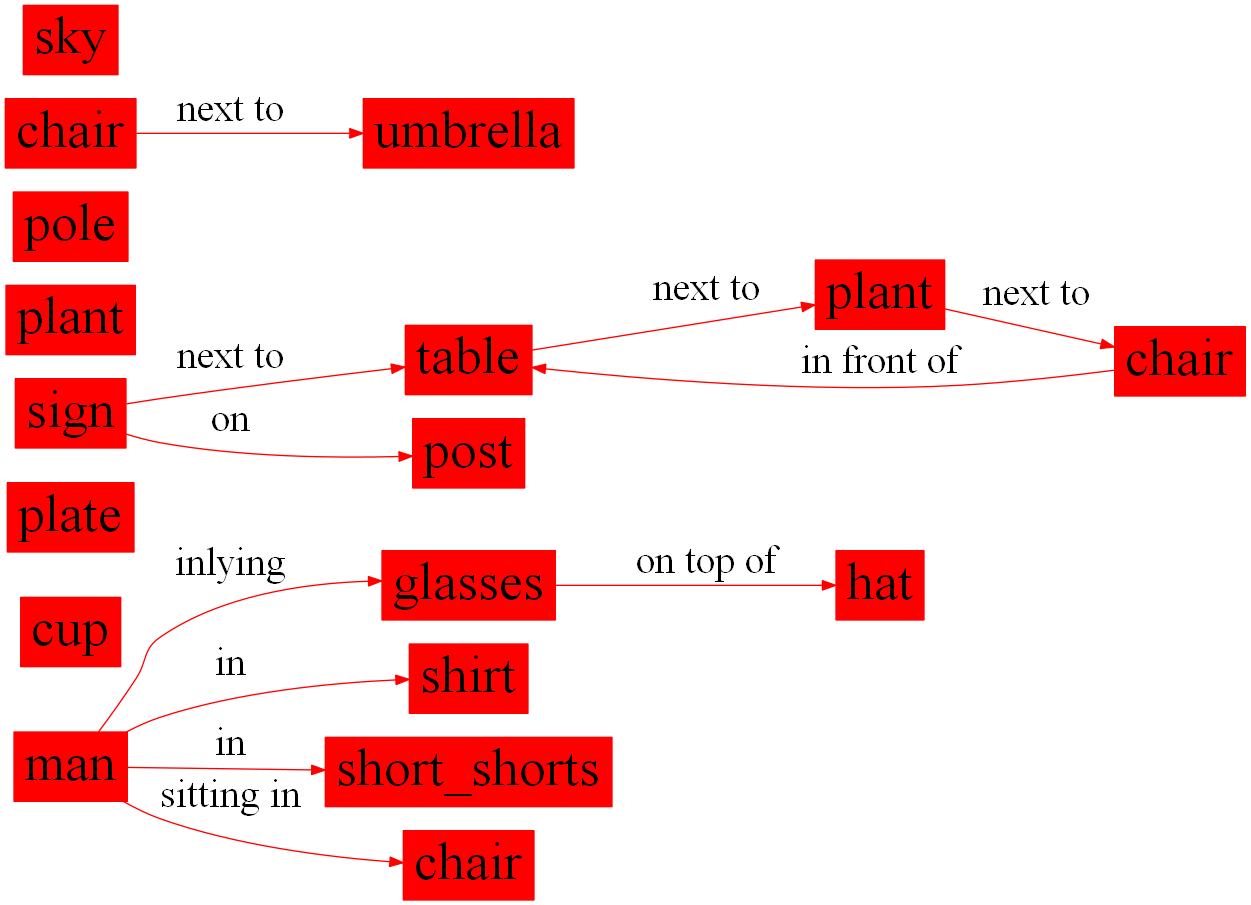 sky
chair
next to
umbrella
pole
plant
next to
plant
next to
chair
sign
next to
table
in front of
on
post
plate
inlying
glasses
on top of
hat
cup
in
shirt
man
in
short_shorts
sitting in
chair